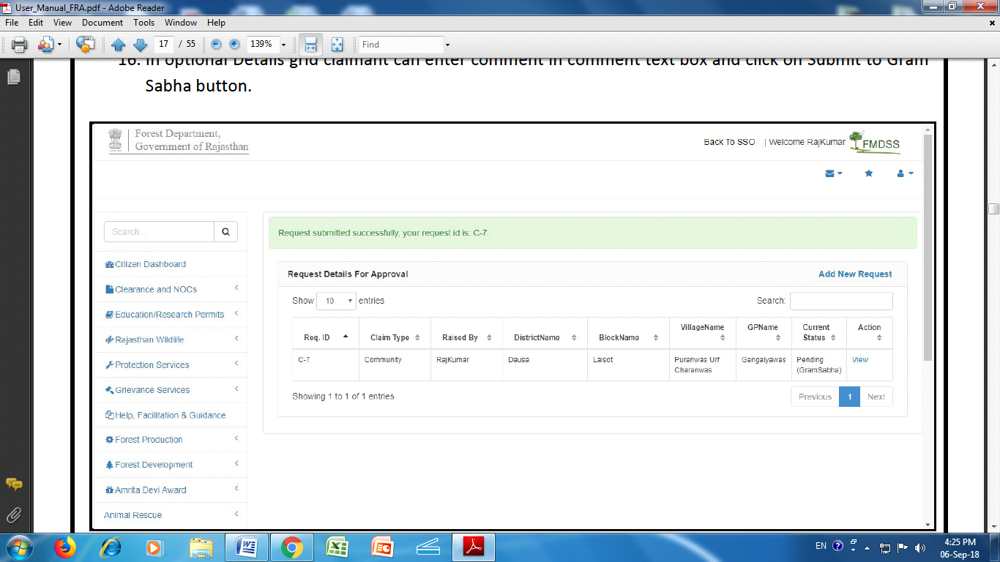 User_Manual_FRA.pdf - Adobe Reader
File Edit View Document Tools Window Help
17 / 55 139% Find
16. In optional Details grid claimant can enter comment in comment text box and click on Submit to Gram
Sabha button.
Forest Department,
Government of Rajasthan
Back To SSO | Welcome RajKumar FMDSS
Search...
Citizen Dashboard
Clearance and NOCs
Education/Research Permits
Rajasthan Wildlife
Protection Services
Grievance Services
Help, Facilitation & Guidance
Forest Production
Forest Development
Amrita Devi Award
Animal Rescue
Request submitted successfully, your request id is: C-7.
Request Details For Approval Add New Request
Show 10 entries Search:
Req. ID Claim Type Raised By DistrictName BlockName VillageName GPName Current Status Action
C-7 Community RajKumar Dausa Lalsot Puranwas Urf Charanwas Gangalyawas Pending (GramSabha) View
Showing 1 to 1 of 1 entries Previous 1 Next
EN 4:25 PM
06-Sep-18